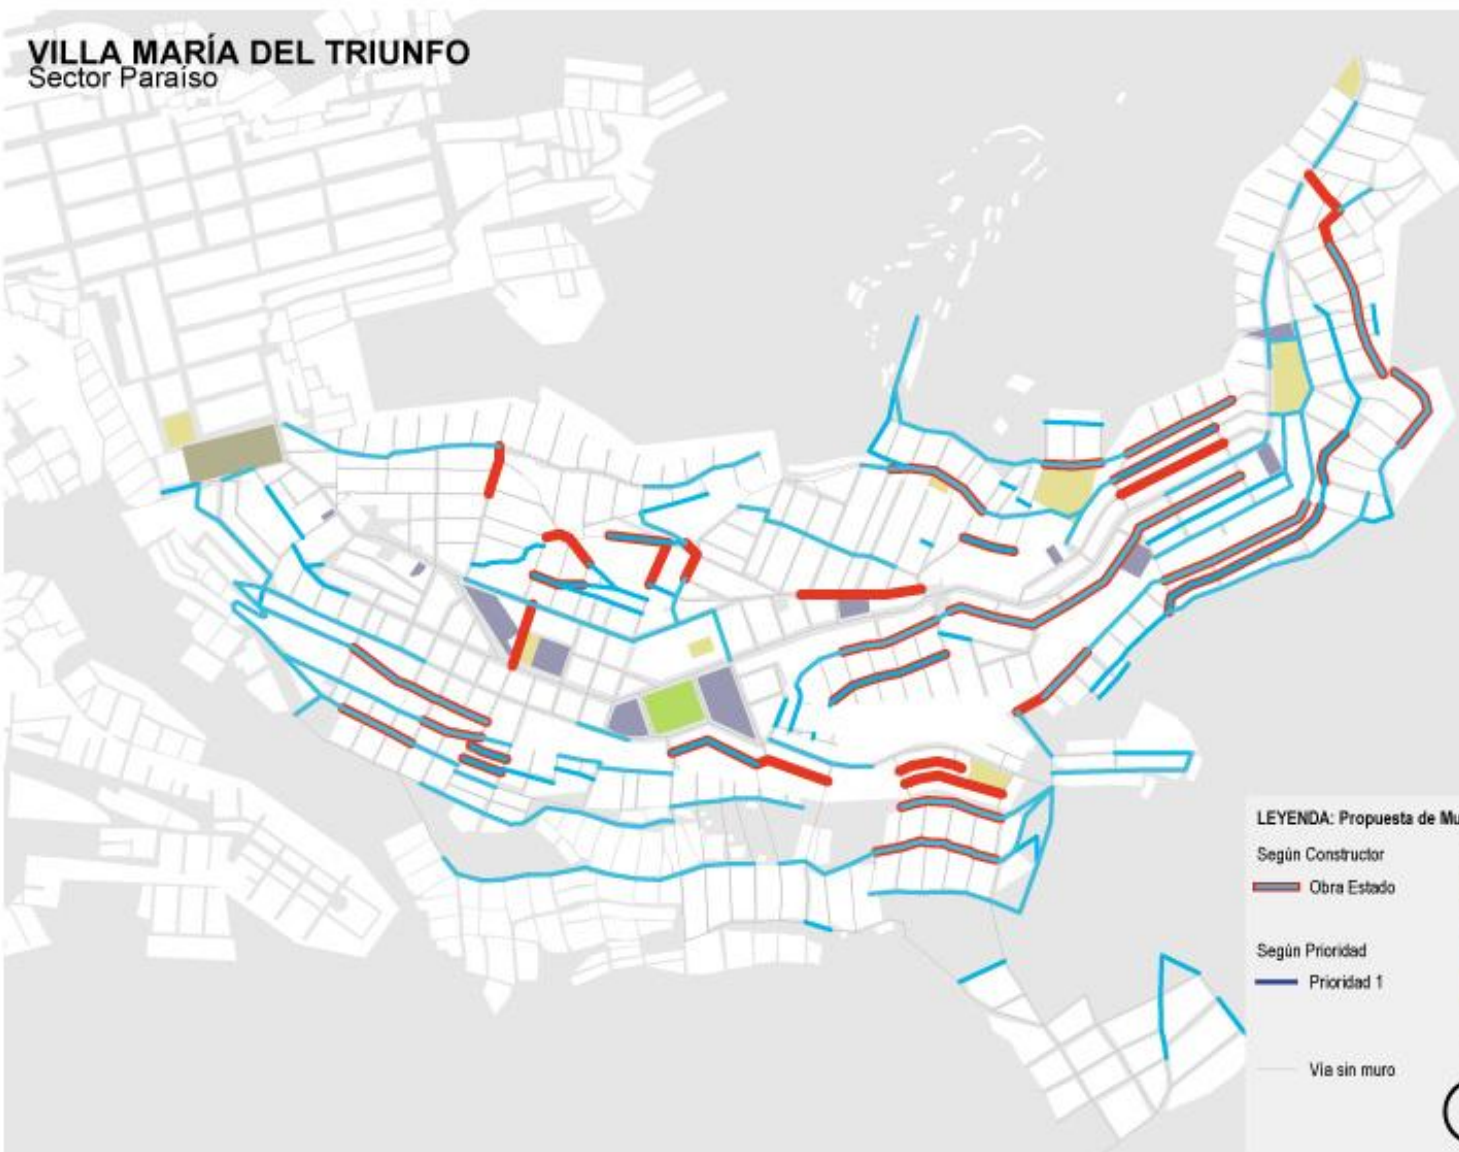 VILLA MARÍA DEL TRIUNFO
Sector Paraíso
LEYENDA: Propuesta de Mu
Según Constructor
Obra Estado
Según Prioridad
Prioridad 1
Vía sin muro